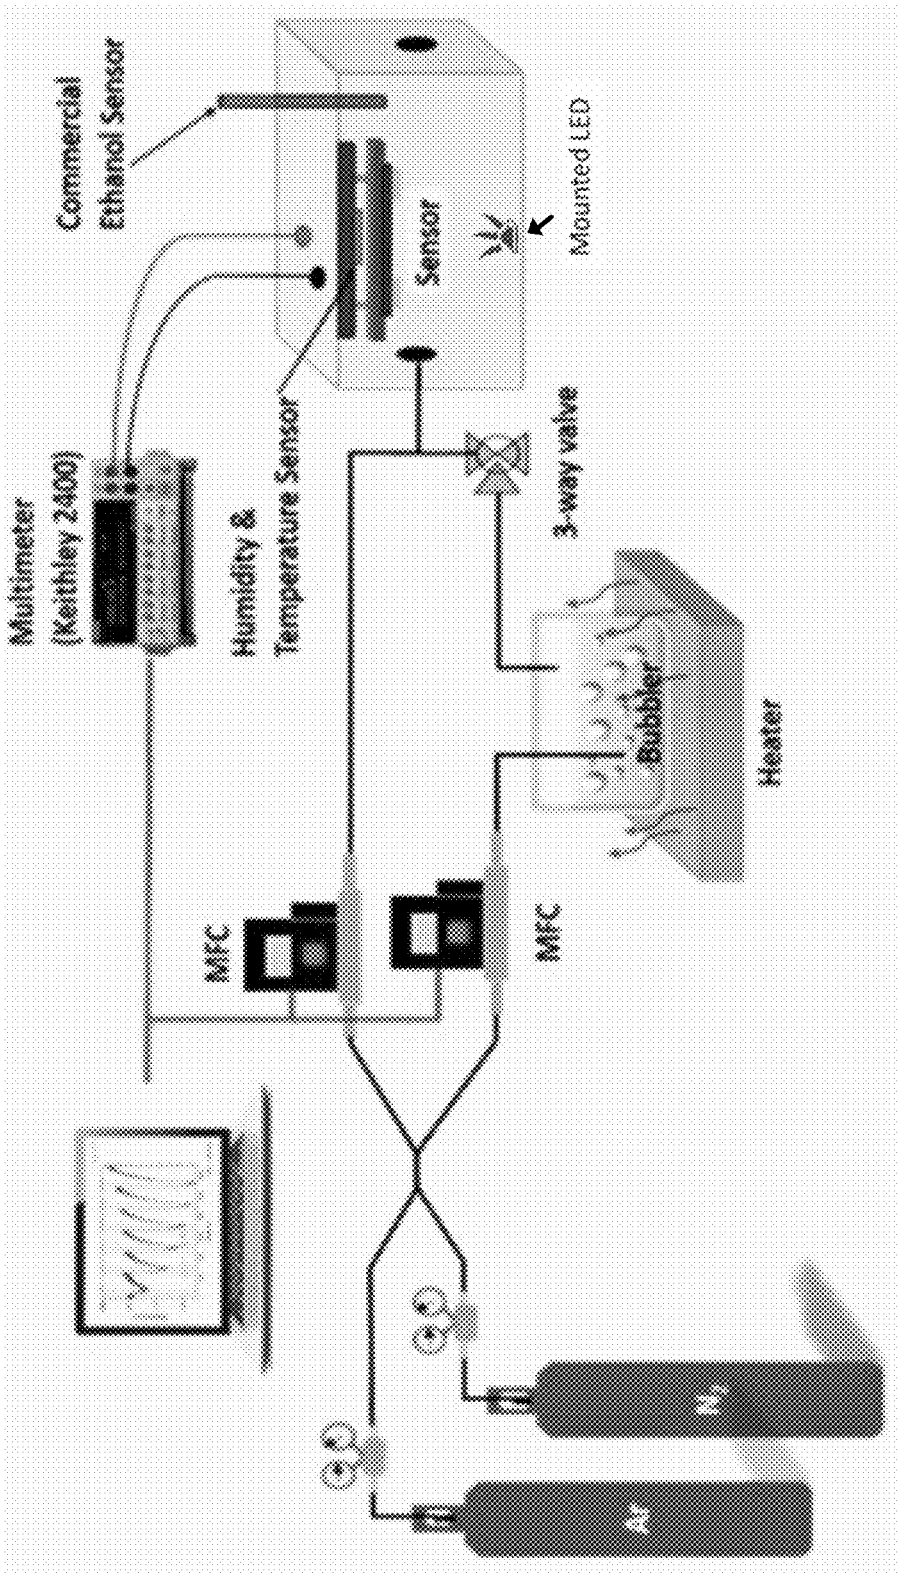 Multimeter
(Keithley 2400)
Commercial
Ethanol Sensor
Humidity &
Temperature Sensor
MFC
Sensor
MFC
3-way valve
Mounted LED
Bubbler
Heater
Ar
N₂